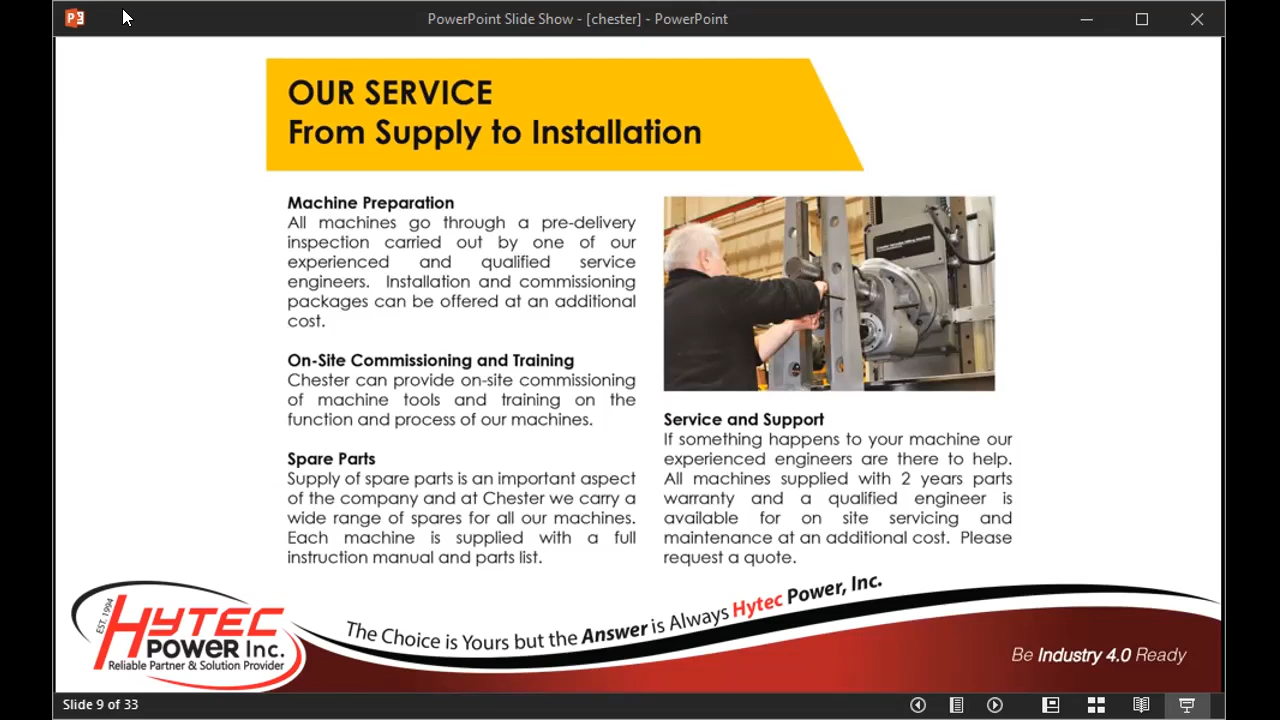 PowerPoint Slide Show - [chester] - PowerPoint
OUR SERVICE
From Supply to Installation
Machine Preparation
All machines go through a pre-delivery
inspection carried out by one of our
experienced and qualified service
engineers. Installation and commissioning
packages can be offered at an additional
cost.
On-Site Commissioning and Training
Chester can provide on-site commissioning
of machine tools and training on the
function and process of our machines.
Spare Parts
Supply of spare parts is an important aspect
of the company and at Chester we carry a
wide range of spares for all our machines.
Each machine is supplied with a full
instruction manual and parts list.
Service and Support
If something happens to your machine our
experienced engineers are there to help.
All machines supplied with 2 years parts
warranty and a qualified engineer is
available for on site servicing and
maintenance at an additional cost. Please
request a quote.
EST. 1994
HYTEC
POWER Inc.
Reliable Partner & Solution Provider
The Choice is Yours but the Answer is Always Hytec Power, Inc.
Be Industry 4.0 Ready
Slide 9 of 33